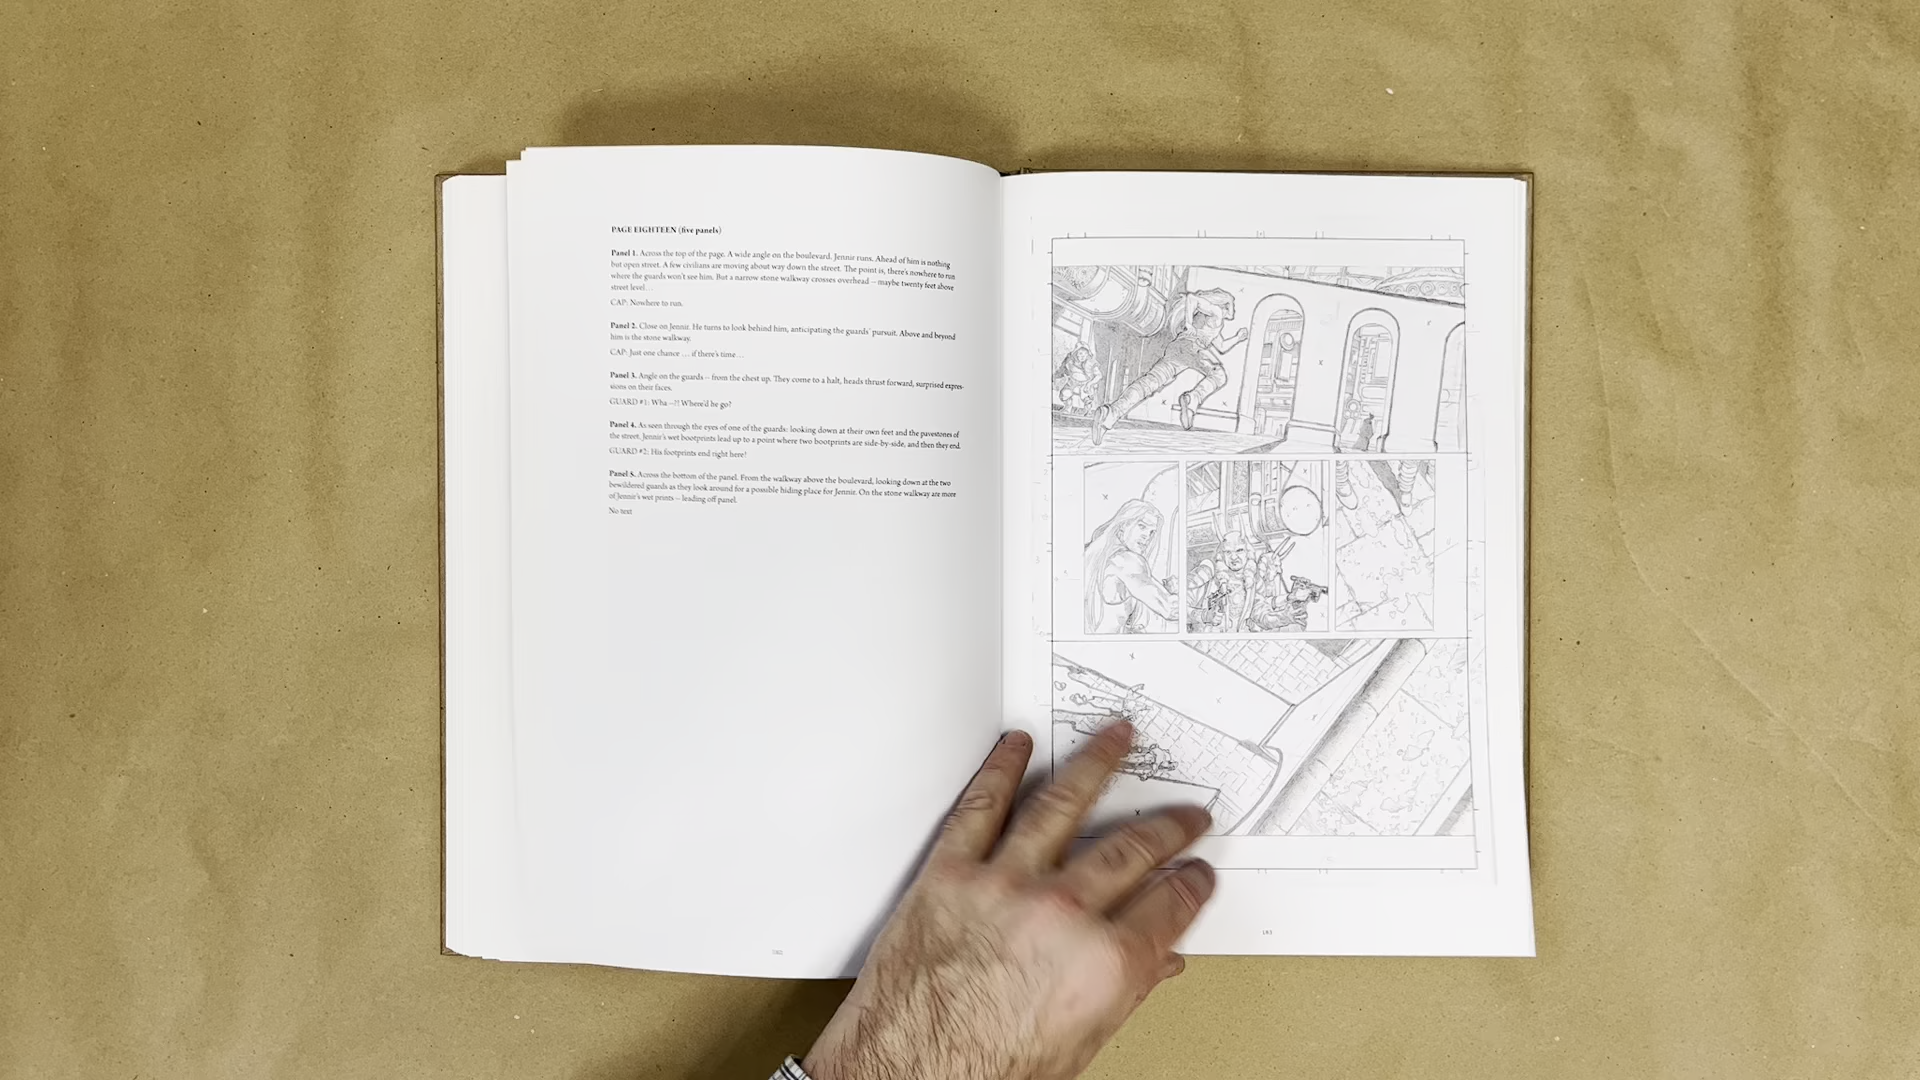 PAGE EIGHTEEN (five panels)
Panel 1. Across the top of the page. A wide angle on the boulevard. Jennir runs. Ahead of him is nothing
but open street. A few civilians are moving about way down the street. The point is, there's nowhere to run
where the guards won't see him. But a narrow stone walkway crosses overhead – maybe twenty feet above
street level…
CAP: Nowhere to run.
Panel 2. Close on Jennir. He turns to look behind him, anticipating the guards' pursuit. Above and beyond
him is the stone walkway.
CAP: Just one chance … if there's time…
Panel 3. Angle on the guards – from the chest up. They come to a halt, heads thrust forward, surprised expres-
sions on their faces.
GUARD #1: Wha –?! Where'd he go?
Panel 4. As seen through the eyes of one of the guards: looking down at their own feet and the pavestones of
the street. Jennir's wet bootprints lead up to a point where two bootprints are side-by-side, and then they end.
GUARD #2: His footprints end right here?
Panel 5. Across the bottom of the panel. From the walkway above the boulevard, looking down at the two
bewildered guards as they look around for a possible hiding place for Jennir. On the stone walkway are more
of Jennir's wet prints – leading off panel.
No text